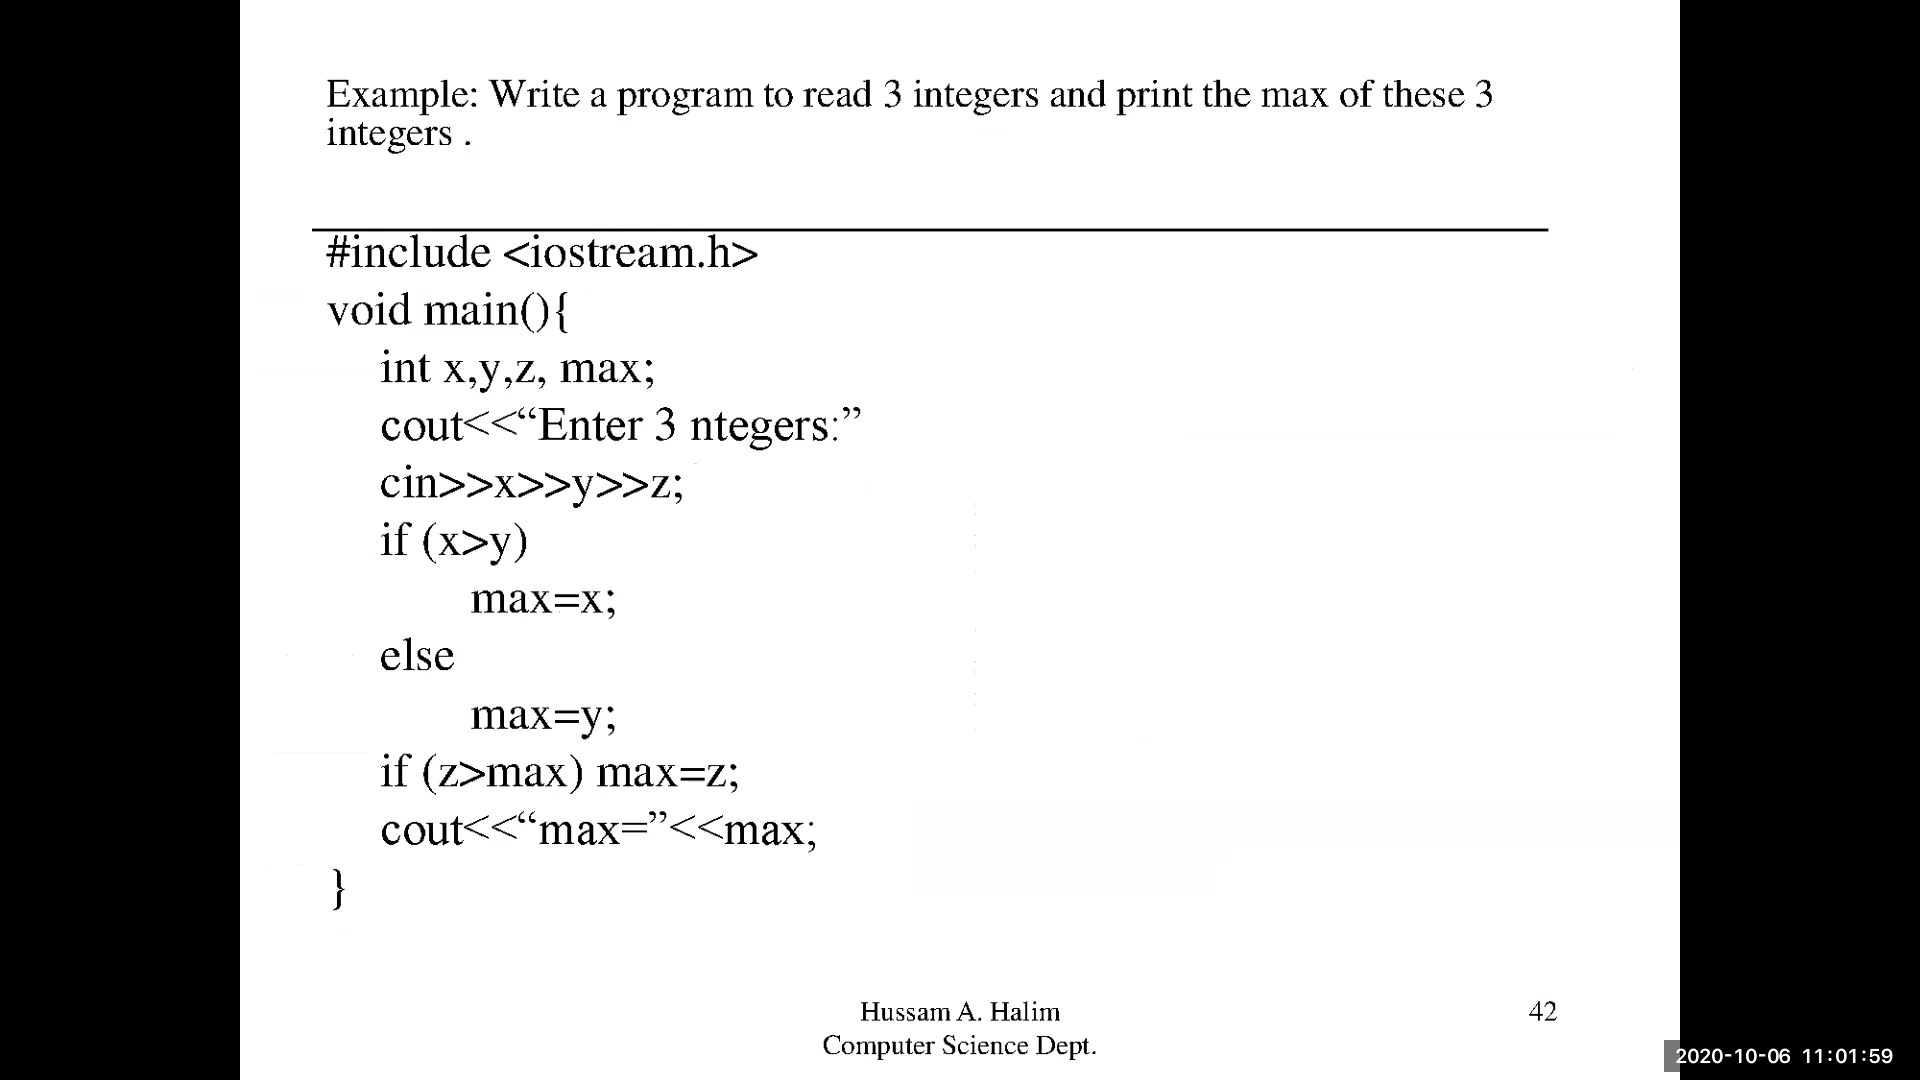 Example: Write a program to read 3 integers and print the max of these 3
integers .
#include <iostream.h>
void main(){
int x,y,z, max;
cout<<“Enter 3 ntegers:”
cin>>x>>y>>z;
if (x>y)
max=x;
else
max=y;
if (z>max) max=z;
cout<<“max=”<<max;
}
Hussam A. Halim
Computer Science Dept.
42
2020-10-06 11:01:59